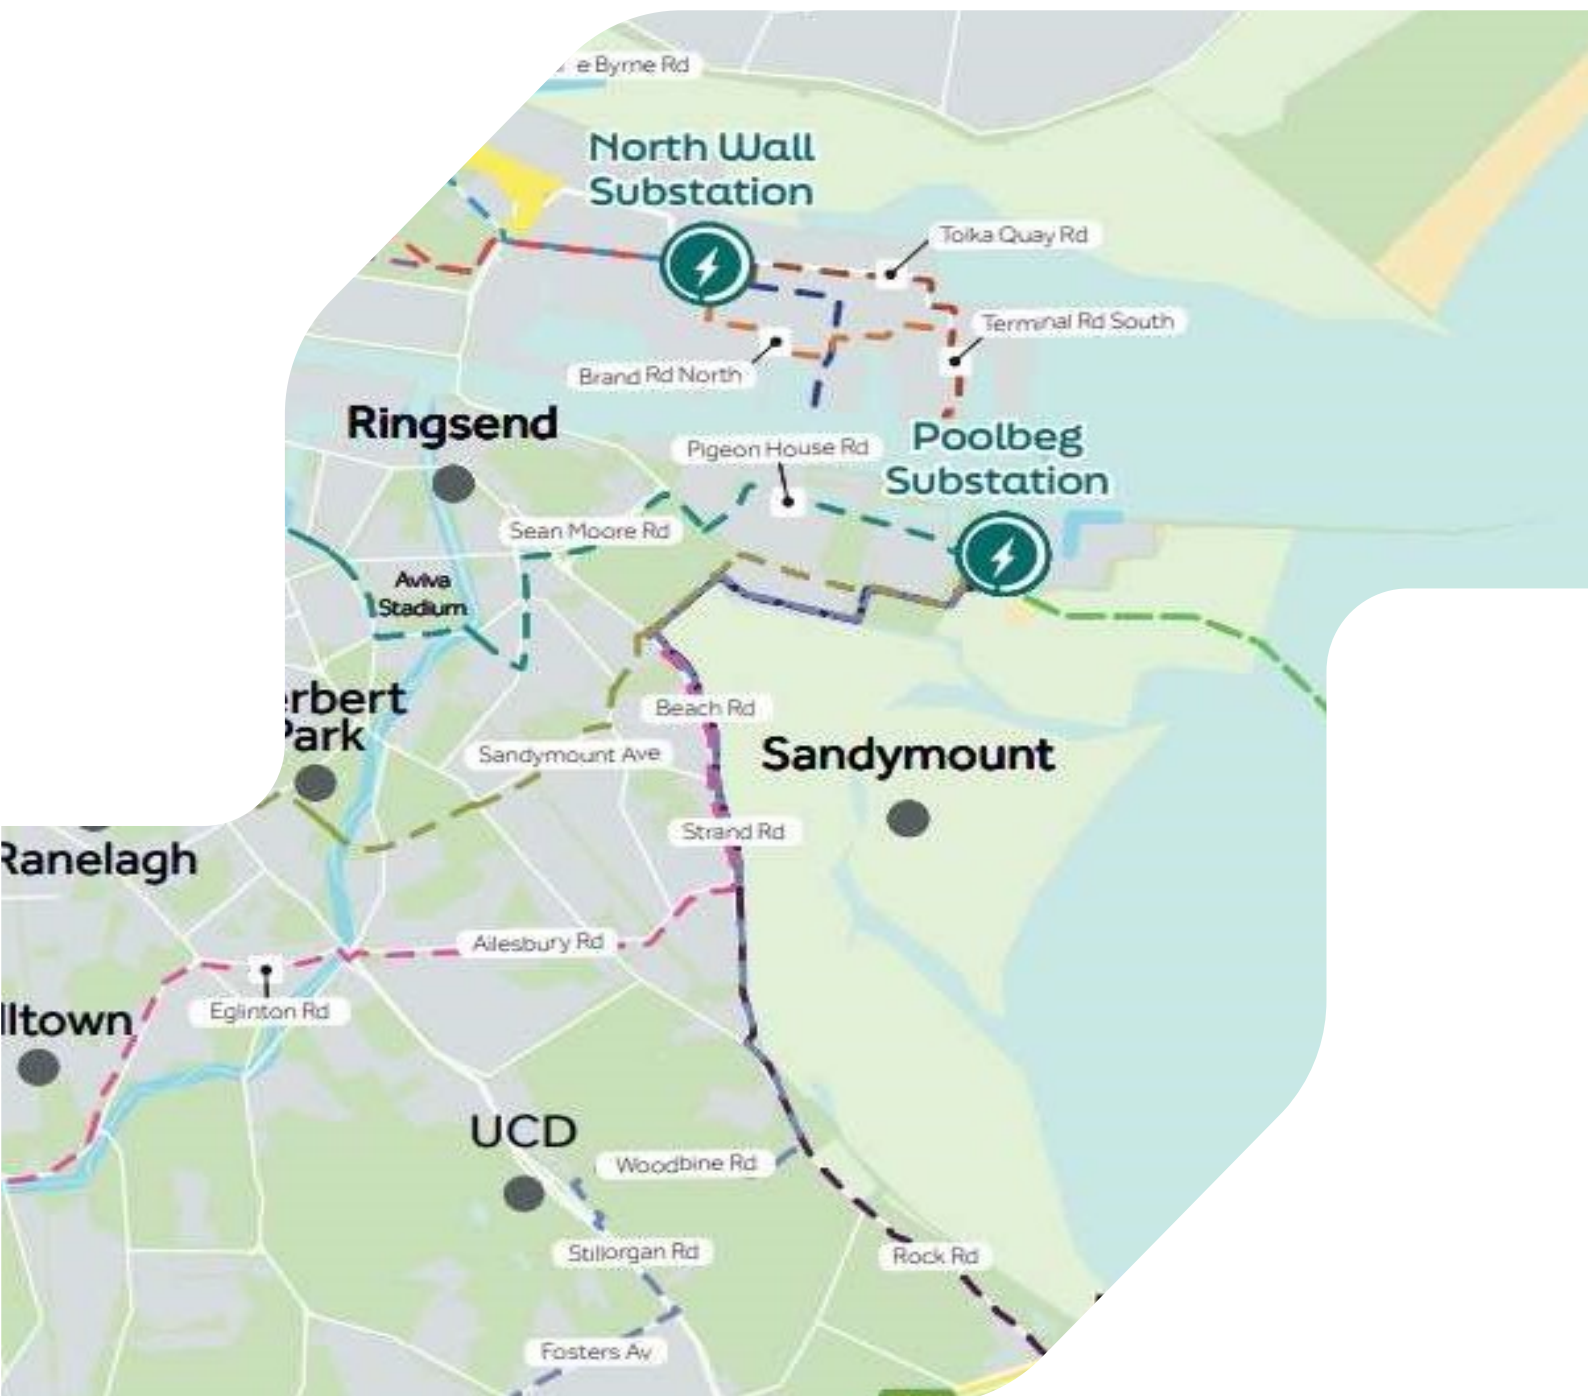 e Byrne Rd
North Wall
Substation
Tolka Quay Rd
Terminal Rd South
Brand Rd North
Ringsend
Pigeon House Rd
Poolbeg
Substation
Sean Moore Rd
Aviva
Stadium
erbert
Park
Beach Rd
Sandymount Ave
Sandymount
Strand Rd
Ranelagh
Ailesbury Rd
Eglinton Rd
lltown
UCD
Woodbine Rd
Stillorgan Rd
Rock Rd
Fosters Av